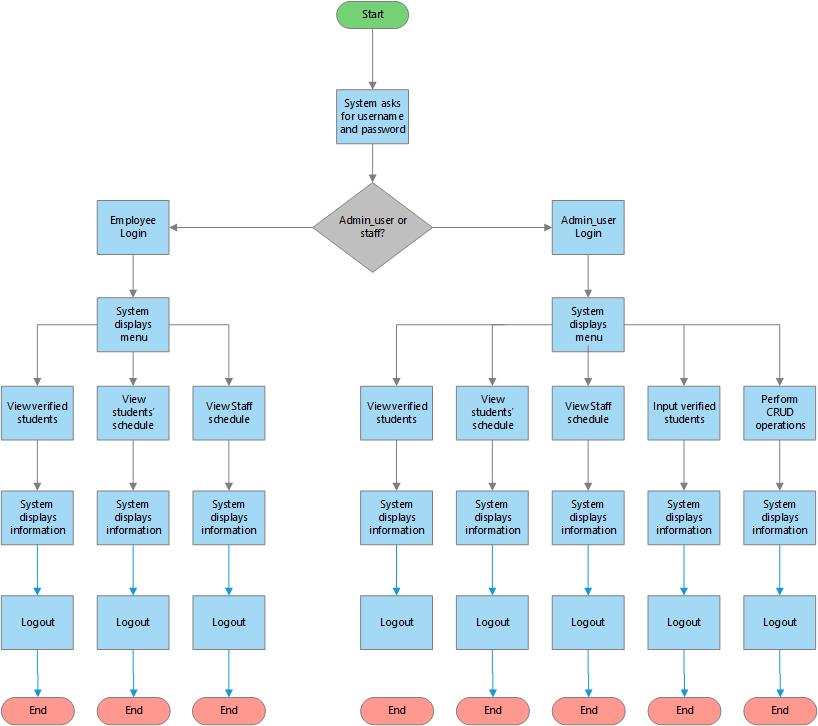 Start
System asks
for username
and password
Admin_user or
staff?
Employee
Login
Admin_user
Login
System
displays
menu
System
displays
menu
View verified
students
View
students'
schedule
View Staff
schedule
View verified
students
View
students'
schedule
View Staff
schedule
Input verified
students
Perform
CRUD
operations
System
displays
information
System
displays
information
System
displays
information
System
displays
information
System
displays
information
System
displays
information
System
displays
information
System
displays
information
Logout
Logout
Logout
Logout
Logout
Logout
Logout
Logout
End
End
End
End
End
End
End
End